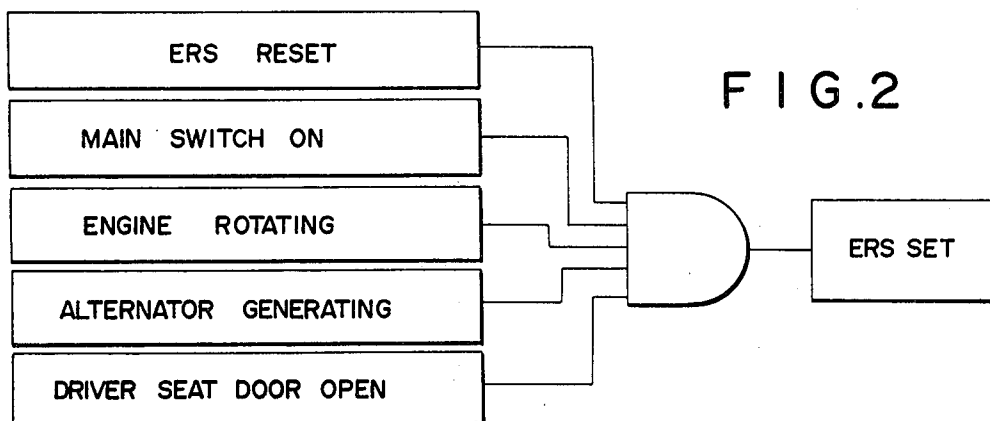 ERS RESET
FIG.2
MAIN SWITCH ON
ENGINE ROTATING
ERS SET
ALTERNATOR GENERATING
DRIVER SEAT DOOR OPEN